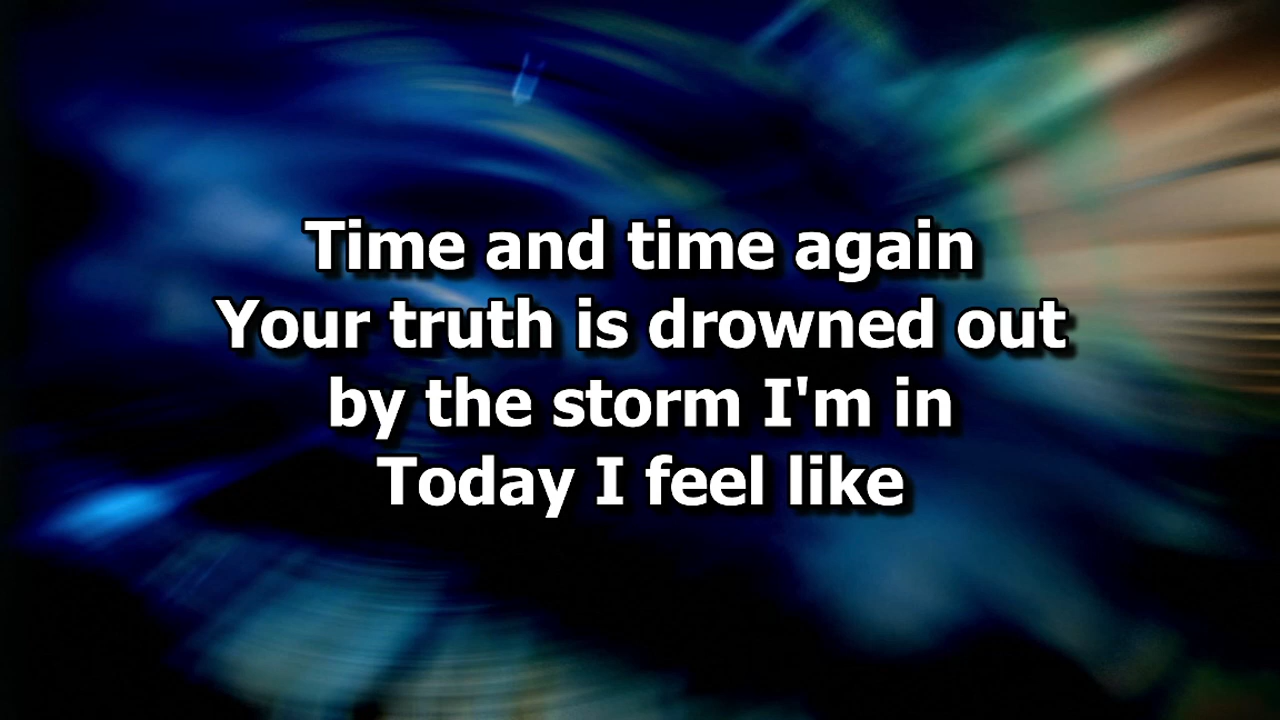 Time and time again
Your truth is drowned out
by the storm I'm in
Today I feel like